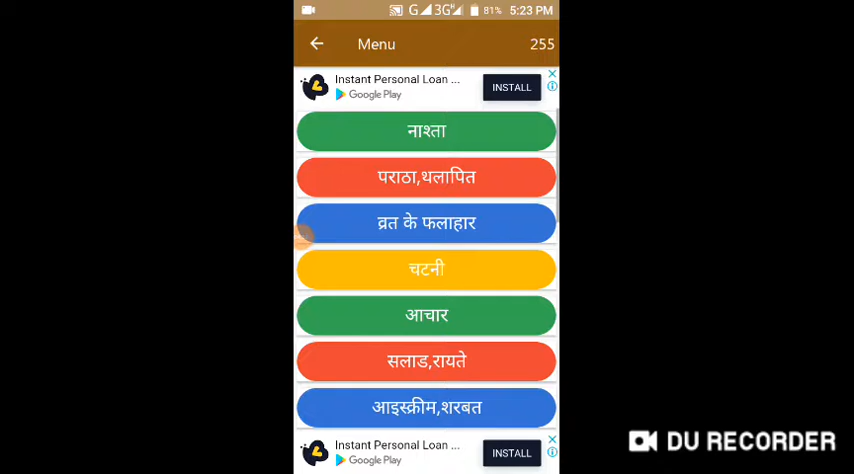 G 3G H 81% 5:23 PM
Menu 255
Instant Personal Loan ...
Google Play
INSTALL
नाश्ता
पराठा,थलापित
व्रत के फलाहार
चटनी
आचार
सलाड,रायते
आइस्क्रीम,शरबत
Instant Personal Loan ...
Google Play
INSTALL
DU RECORDER